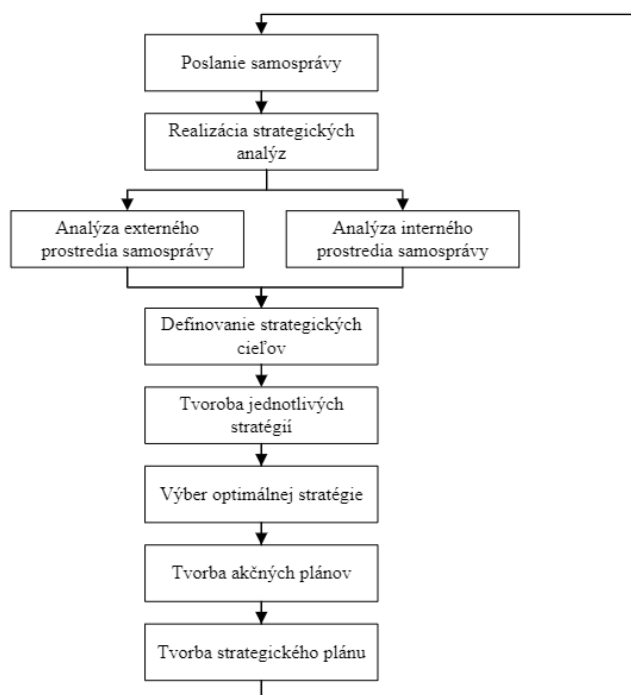 Poslanie samosprávy
Realizácia strategických
analýz
Analýza externého
prostredia samosprávy
Analýza interného
prostredia samosprávy
Definovanie strategických
cieľov
Tvoroba jednotlivých
stratégií
Výber optimálnej stratégie
Tvorba akčných plánov
Tvorba strategického plánu